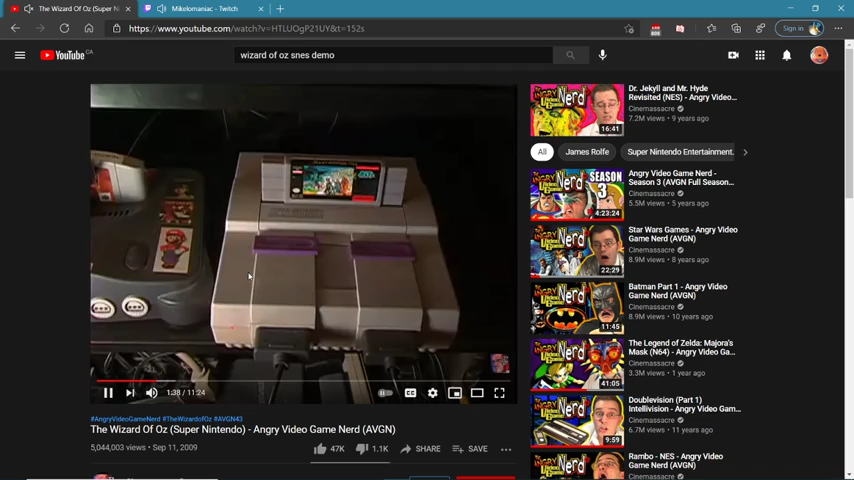 The Wizard Of Oz (Super N
Mikelomaniac - Twitch
https://www.youtube.com/watch?v=HTLUOgP21UY&t=152s
Sign in
YouTube CA
wizard of ozs snes demo
1:38 / 11:24
CC
#AngryVideoGameNerd #TheWizardofOz #AVGN43
The Wizard Of Oz (Super Nintendo) - Angry Video Game Nerd (AVGN)
5,044,003 views • Sep 11, 2009
47K
1.1K
SHARE
SAVE
16:41
Dr. Jekyll and Mr. Hyde
Revisited (NES) - Angry Video...
Cinemassacre
7.2M views • 9 years ago
All
James Rolfe
Super Nintendo Entertainment.
SEASON
3
4:23:24
Angry Video Game Nerd -
Season 3 (AVGN Full Season...
Cinemassacre
5.5M views • 5 years ago
22:29
Star Wars Games - Angry Video
Game Nerd (AVGN)
Cinemassacre
8.9M views • 8 years ago
11:45
Batman Part 1 - Angry Video
Game Nerd (AVGN)
Cinemassacre
8.9M views • 10 years ago
41:05
The Legend of Zelda: Majora's
Mask (N64) - Angry Video Ga...
Cinemassacre
3.3M views • 1 year ago
9:59
Doublevision (Part 1)
Intellivision - Angry Video Gam...
Cinemassacre
6.7M views • 11 years ago
Rambo - NES - Angry Video
Game Nerd (AVGN)
Cinemassacre